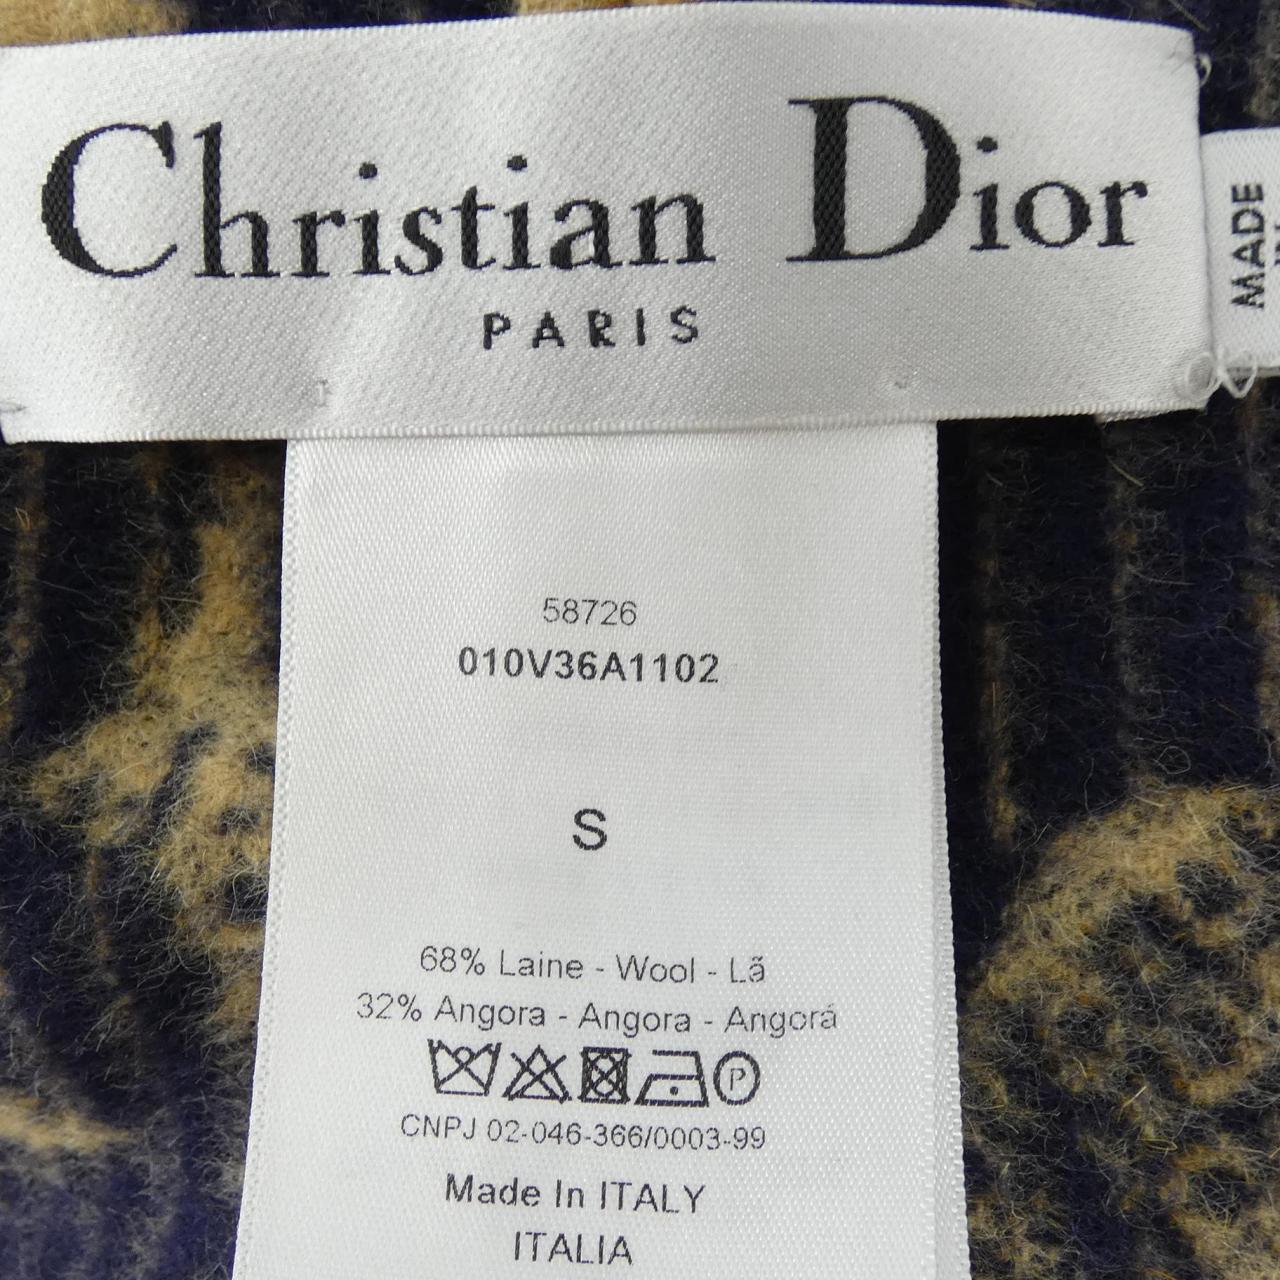 Christian Dior
PARIS
MADE
58726
010V36A1102
S
68% Laine - Wool - Lã
32% Angora - Angora - Angorá
P
CNPJ 02-046-366/0003-99
Made In ITALY
ITALIA